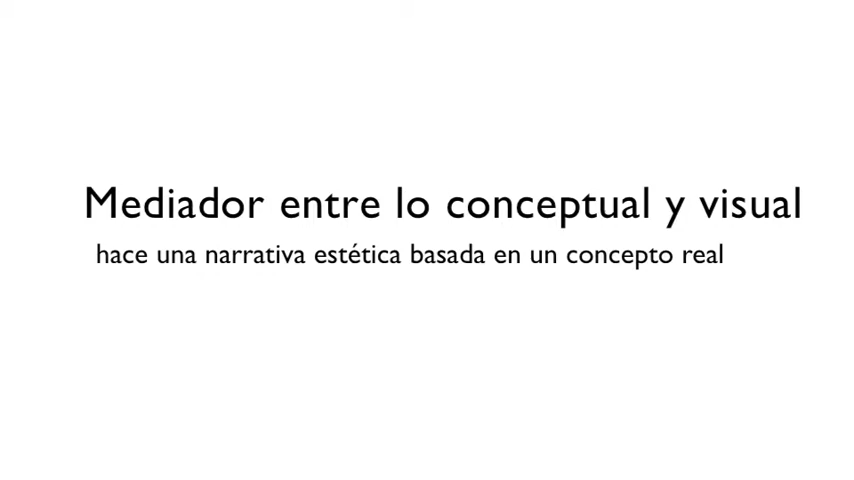 Mediador entre lo conceptual y visual
hace una narrativa estética basada en un concepto real